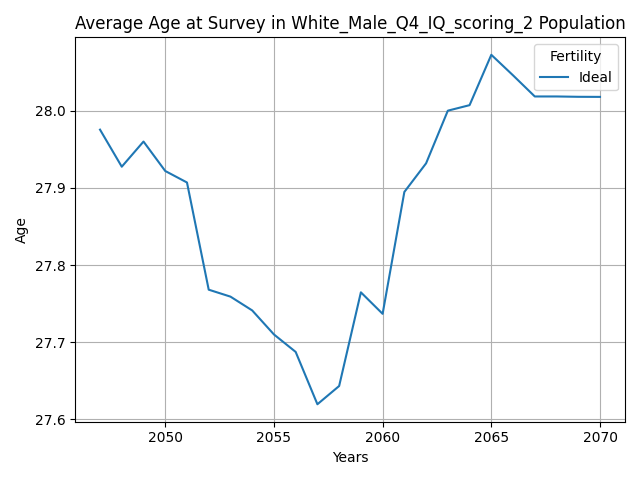 Average Age at Survey in White_Male_Q4_IQ_scoring_2 Population
Fertility
Ideal
28.0
27.9
27.8
27.7
27.6
Age
2050 2055 2060 2065 2070
Years